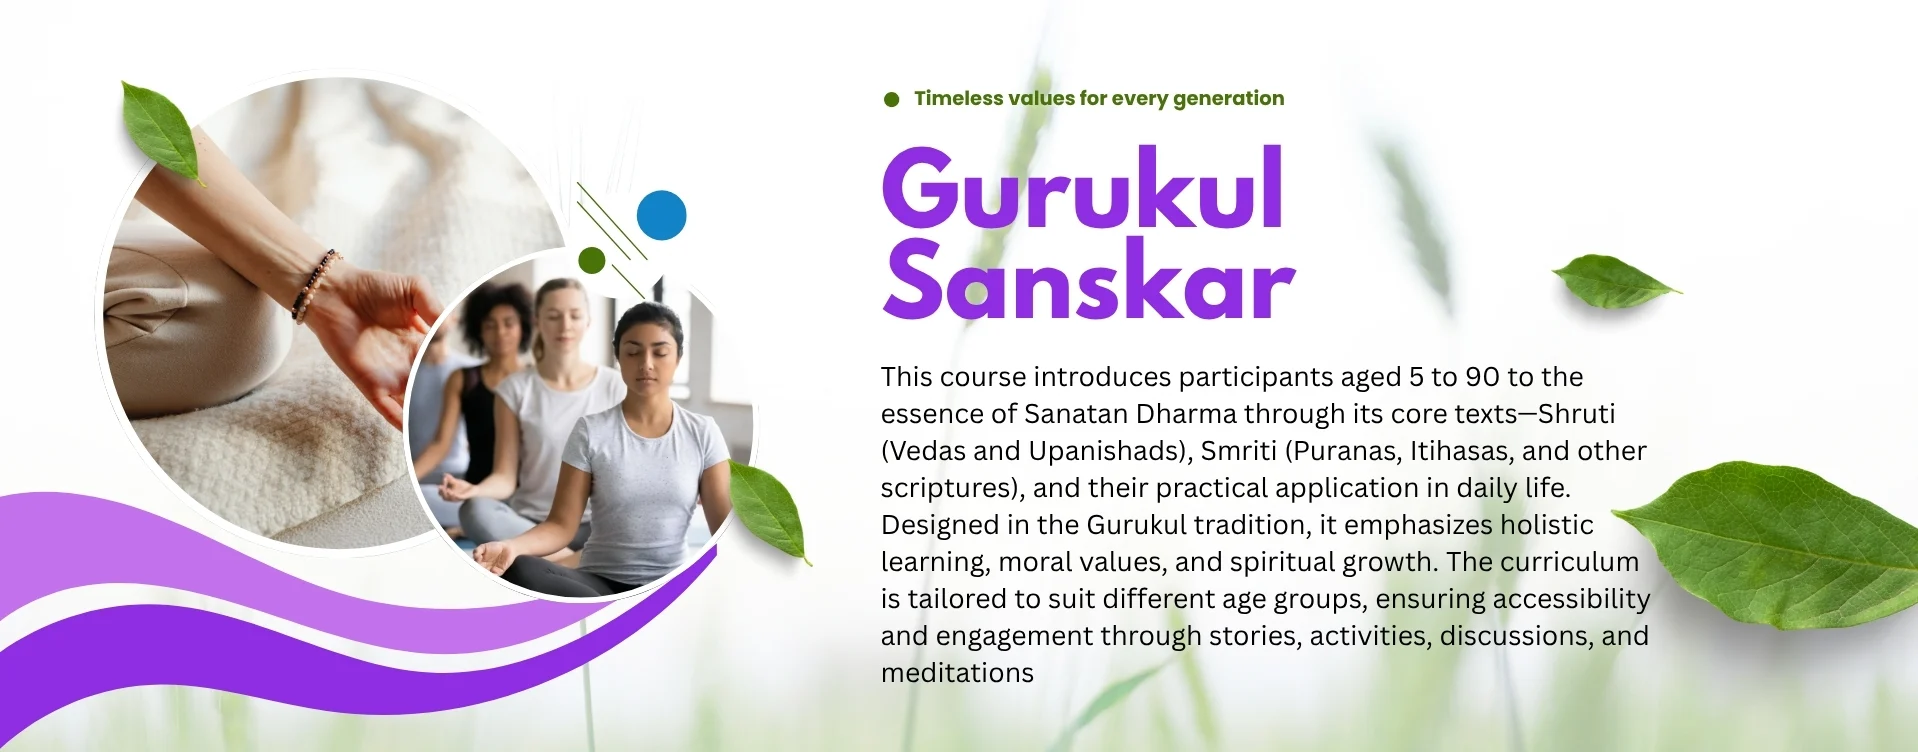 Timeless values for every generation
Gurukul
Sanskar
This course introduces participants aged 5 to 90 to the
essence of Sanatan Dharma through its core texts—Shruti
(Vedas and Upanishads), Smriti (Puranas, Itihasas, and other
scriptures), and their practical application in daily life.
Designed in the Gurukul tradition, it emphasizes holistic
learning, moral values, and spiritual growth. The curriculum
is tailored to suit different age groups, ensuring accessibility
and engagement through stories, activities, discussions, and
meditations